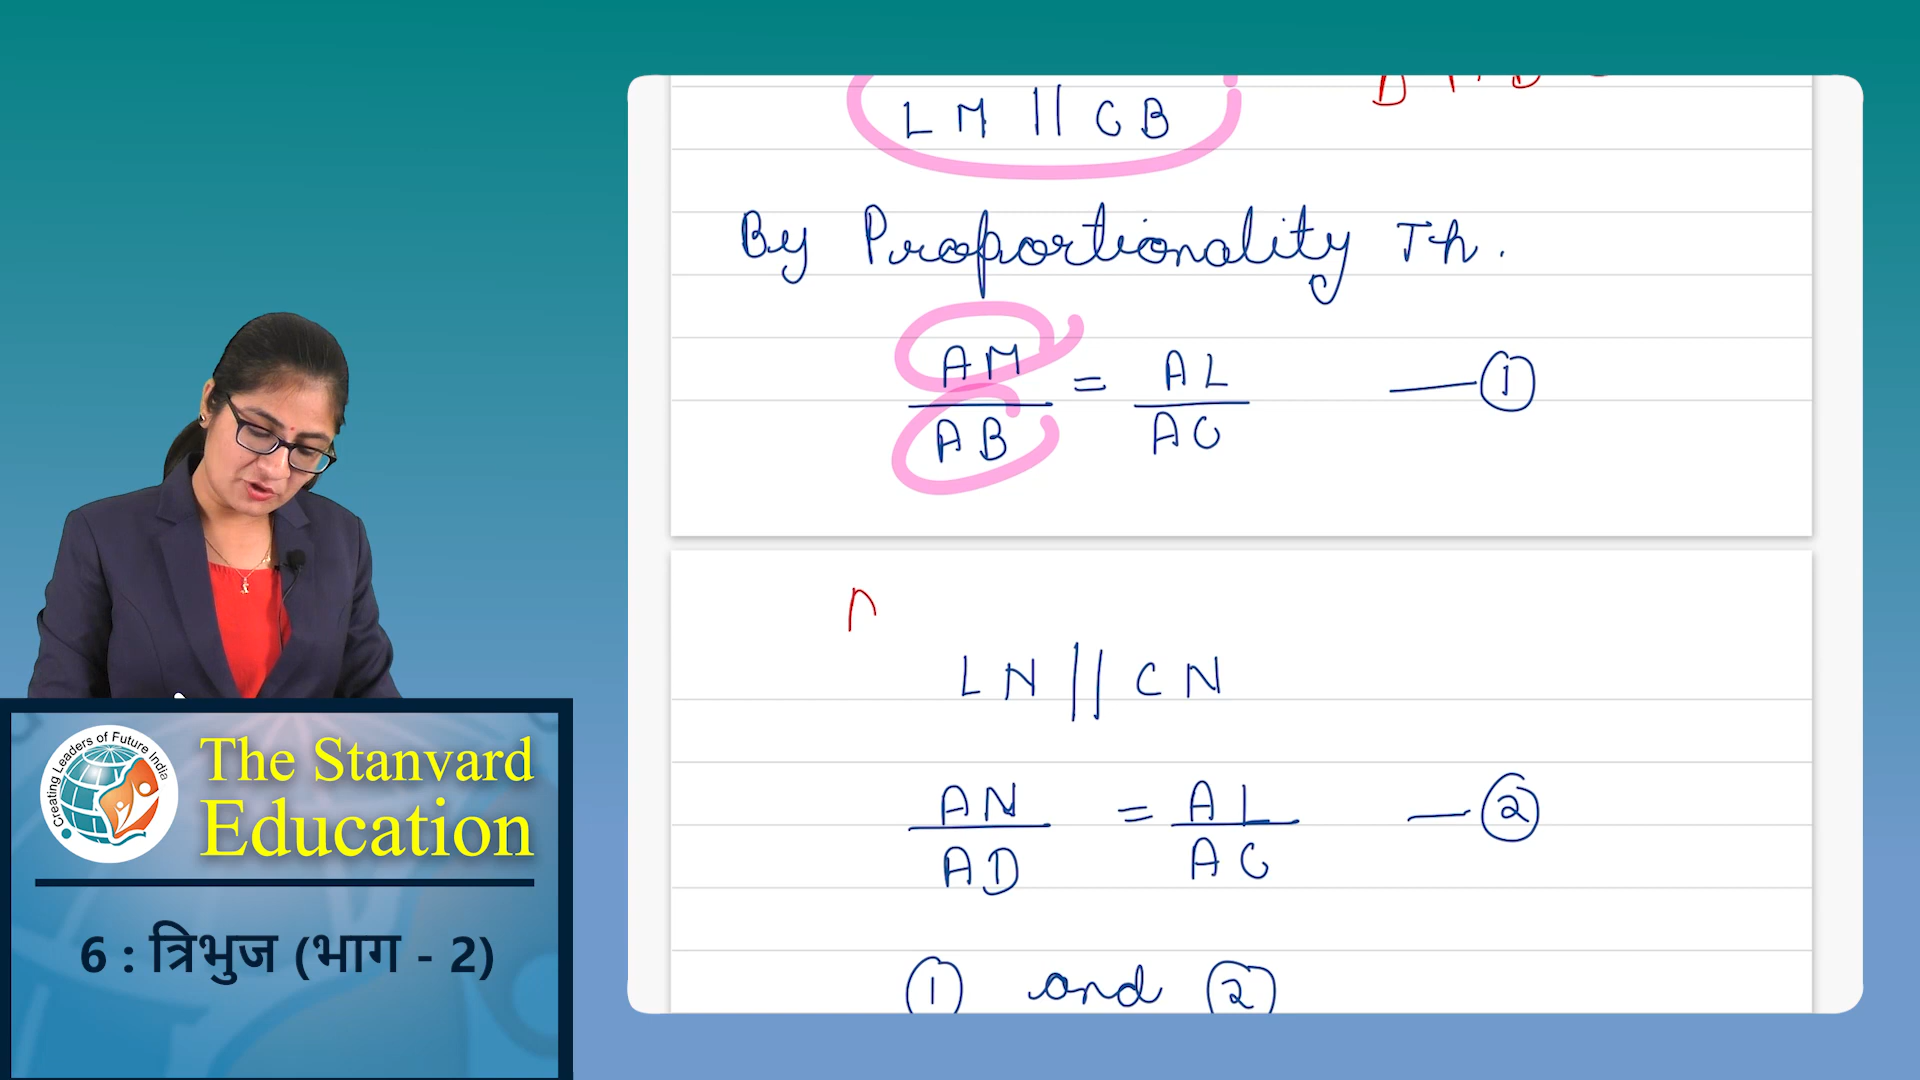 LM || CB
By Proportionality Th.
AM / AB = AL / AC — ①
LN || CN
AN / AD = AL / AC — ②
① and ②
Creating Leaders of Future India
The Stanvard
Education
6 : त्रिभुज (भाग - 2)